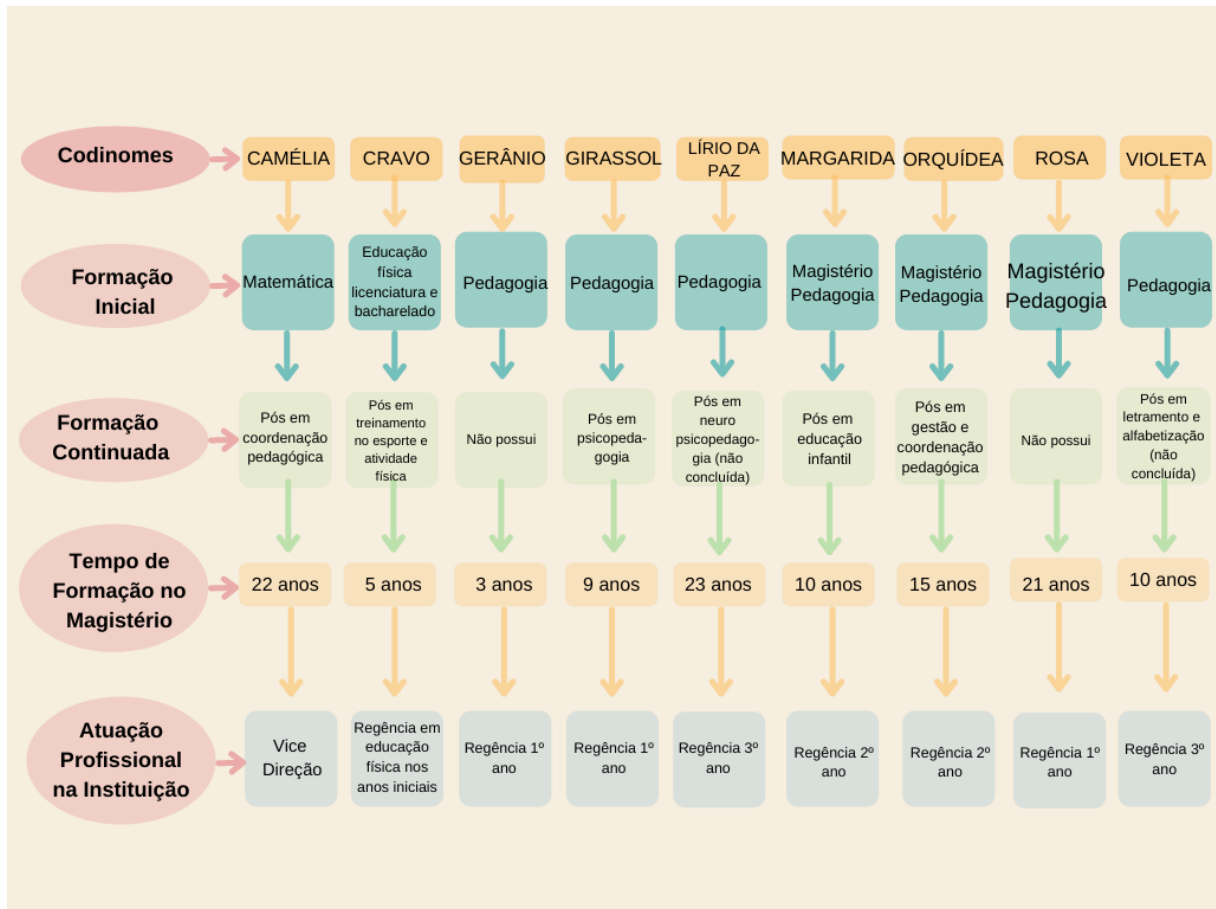 Codinomes
CAMÉLIA
CRAVO
GERÂNIO
GIRASSOL
LÍRIO DA
PAZ
MARGARIDA
ORQUÍDEA
ROSA
VIOLETA
Formação
Inicial
Matemática
Educação
física
licenciatura e
bacharelado
Pedagogia
Pedagogia
Pedagogia
Magistério
Pedagogia
Magistério
Pedagogia
Magistério
Pedagogia
Pedagogia
Formação
Continuada
Pós em
coordenação
pedagógica
Pós em
treinamento
no esporte e
atividade
física
Não possui
Pós em
psicopeda-
gogia
Pós em
neuro
psicopedago-
gia (não
concluída)
Pós em
educação
infantil
Pós em
gestão e
coordenação
pedagógica
Não possui
Pós em
letramento e
alfabetização
(não
concluída)
Tempo de
Formação no
Magistério
22 anos
5 anos
3 anos
9 anos
23 anos
10 anos
15 anos
21 anos
10 anos
Atuação
Profissional
na Instituição
Vice
Direção
Regência em
educação
física nos
anos iniciais
Regência 1º
ano
Regência 1º
ano
Regência 3º
ano
Regência 2º
ano
Regência 2º
ano
Regência 1º
ano
Regência 3º
ano